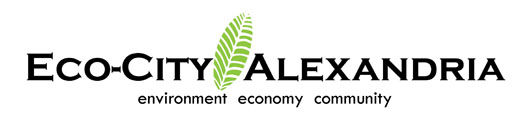 ECO-CITY ALEXANDRIA
environment economy community